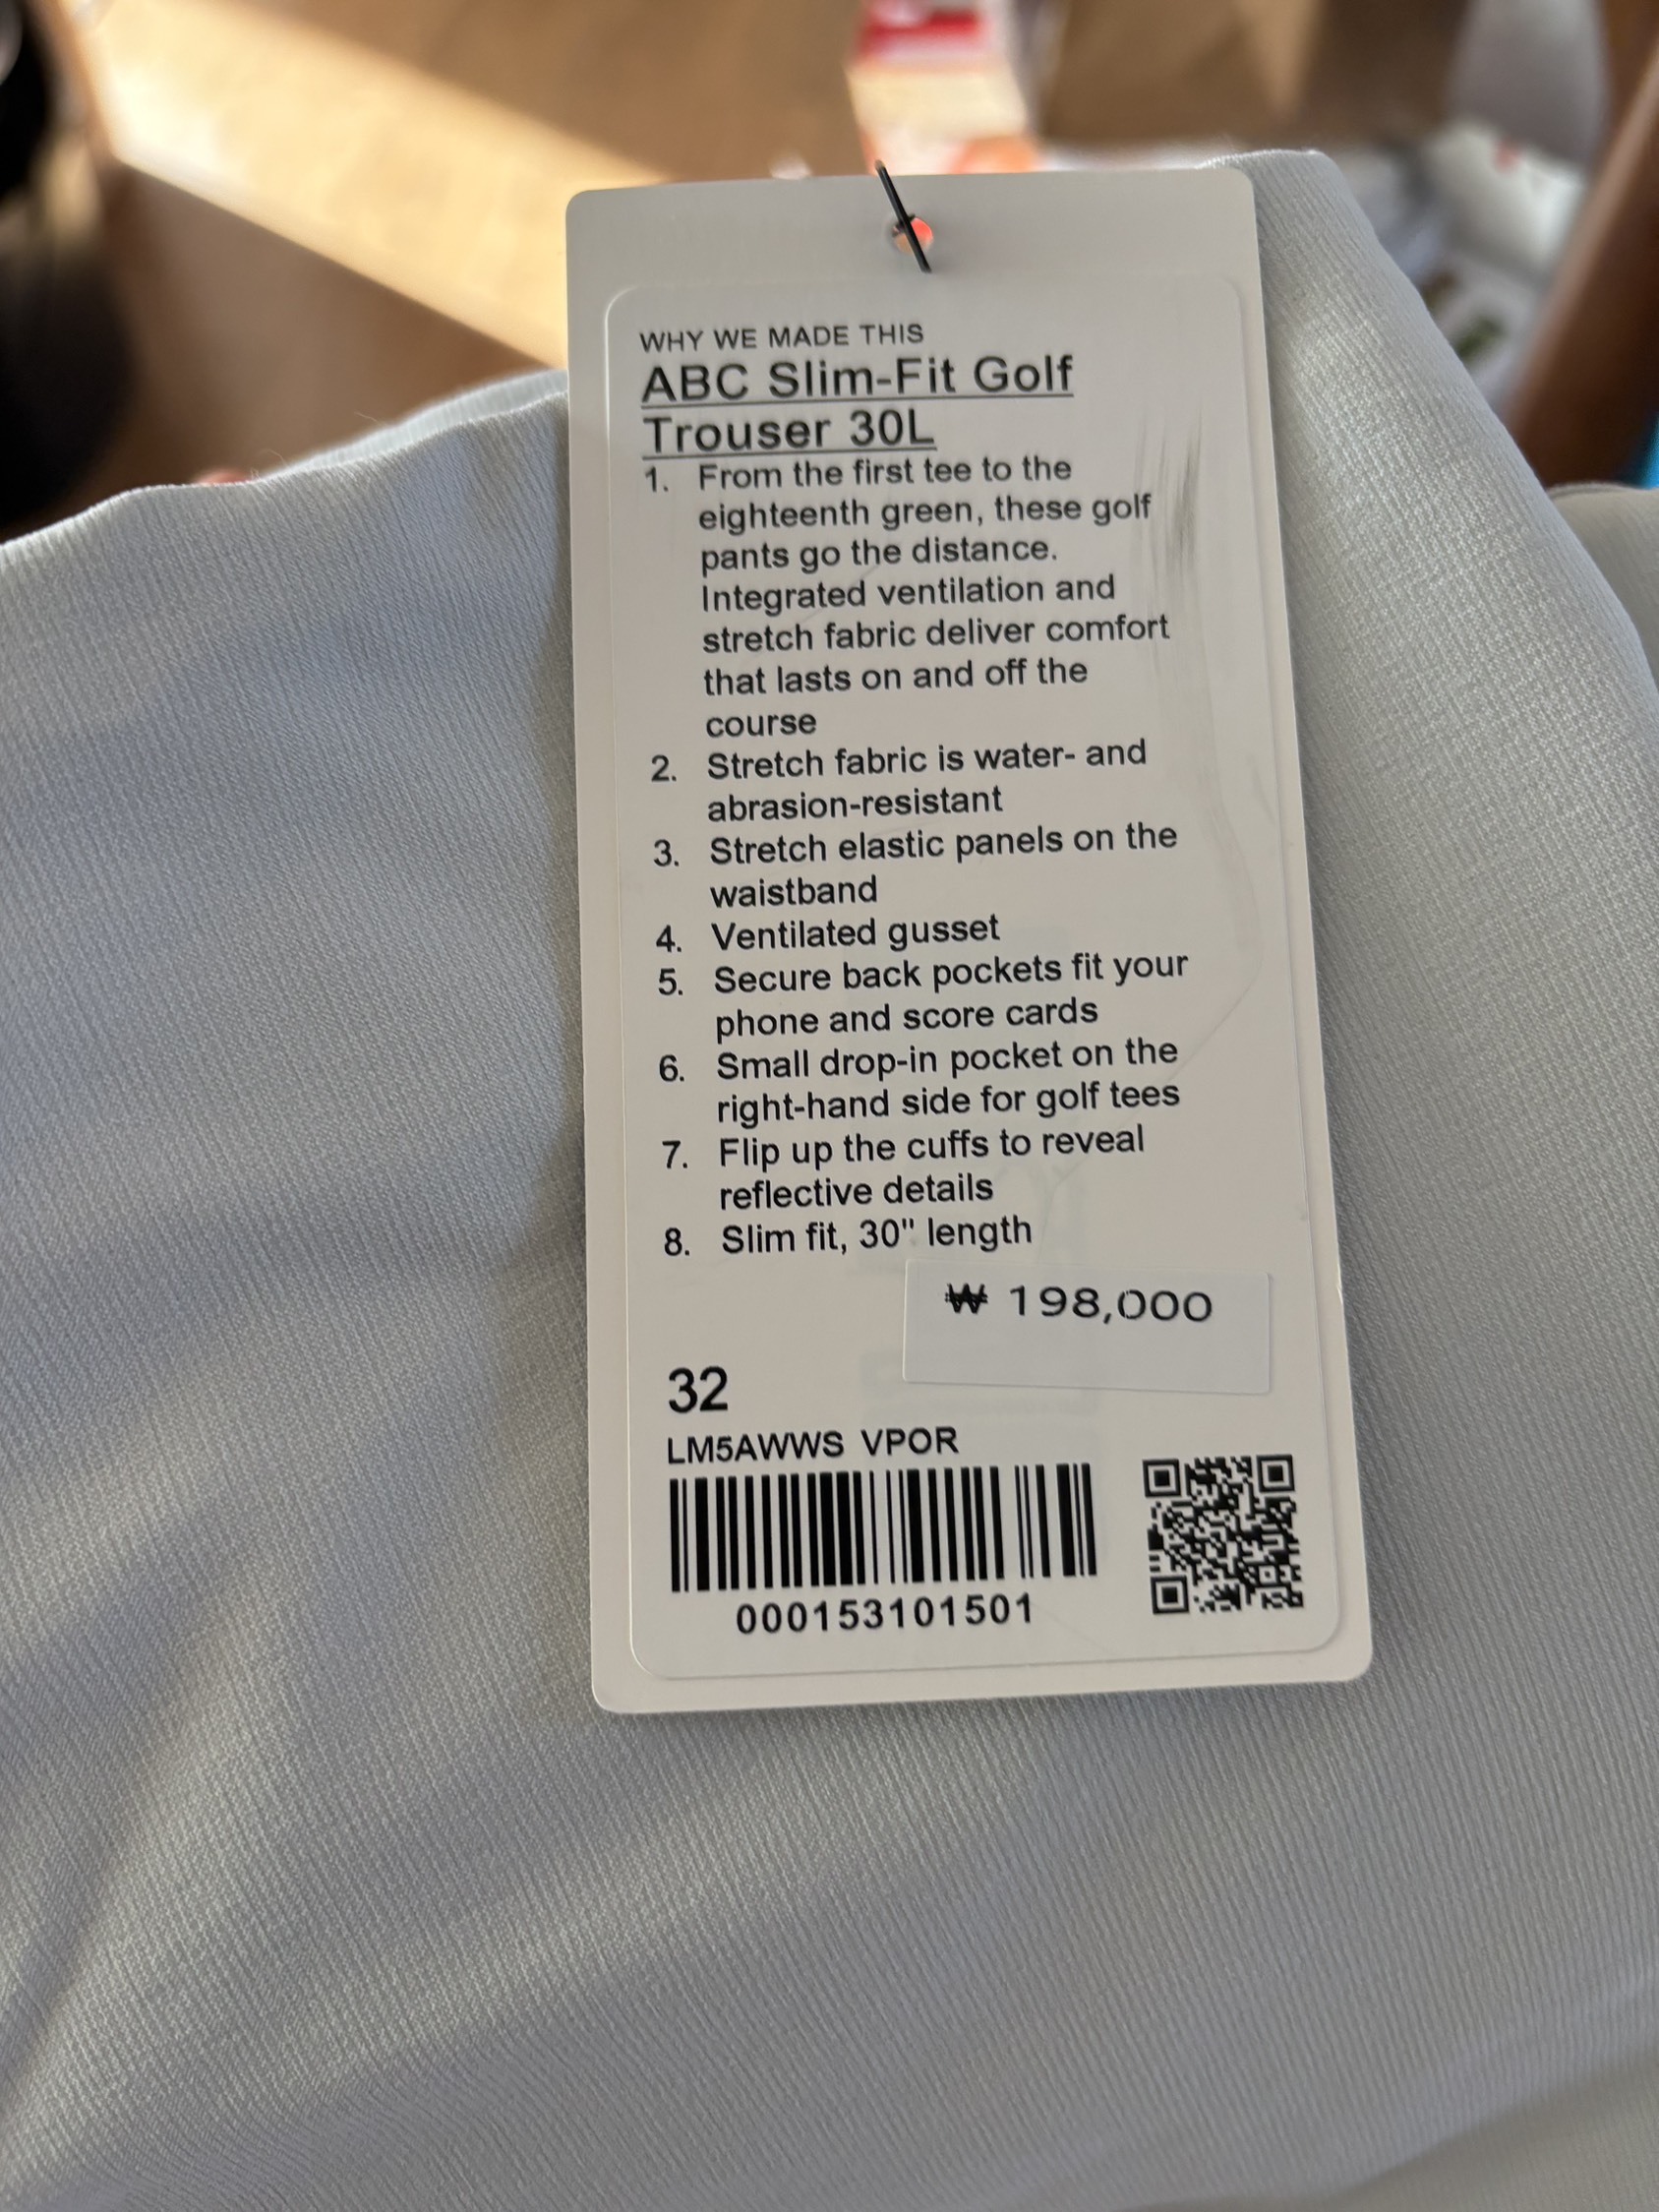 WHY WE MADE THIS
ABC Slim-Fit Golf
Trouser 30L
1. From the first tee to the
eighteenth green, these golf
pants go the distance.
Integrated ventilation and
stretch fabric deliver comfort
that lasts on and off the
course
2. Stretch fabric is water- and
abrasion-resistant
3. Stretch elastic panels on the
waistband
4. Ventilated gusset
5. Secure back pockets fit your
phone and score cards
6. Small drop-in pocket on the
right-hand side for golf tees
7. Flip up the cuffs to reveal
reflective details
8. Slim fit, 30" length
₩ 198,000
32
LM5AWWS VPOR
000153101501